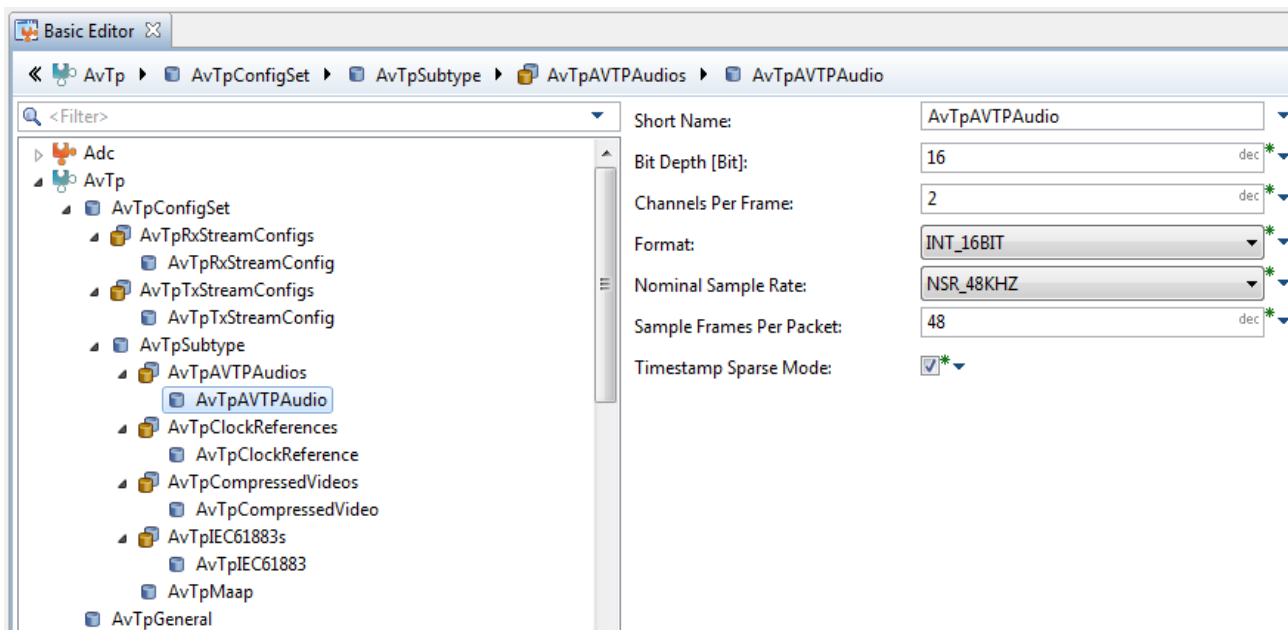 Basic Editor
AvTp AvTpConfigSet AvTpSubtype AvTpAVTPAudios AvTpAVTPAudio
<Filter>
Adc
AvTp
AvTpConfigSet
AvTpRxStreamConfigs
AvTpRxStreamConfig
AvTpTxStreamConfigs
AvTpTxStreamConfig
AvTpSubtype
AvTpAVTPAudios
AvTpAVTPAudio
AvTpClockReferences
AvTpClockReference
AvTpCompressedVideos
AvTpCompressedVideo
AvTpIEC61883s
AvTpIEC61883
AvTpMaap
AvTpGeneral
Short Name: AvTpAVTPAudio
Bit Depth [Bit]: 16 dec
Channels Per Frame: 2 dec
Format: INT_16BIT
Nominal Sample Rate: NSR_48KHZ
Sample Frames Per Packet: 48 dec
Timestamp Sparse Mode: